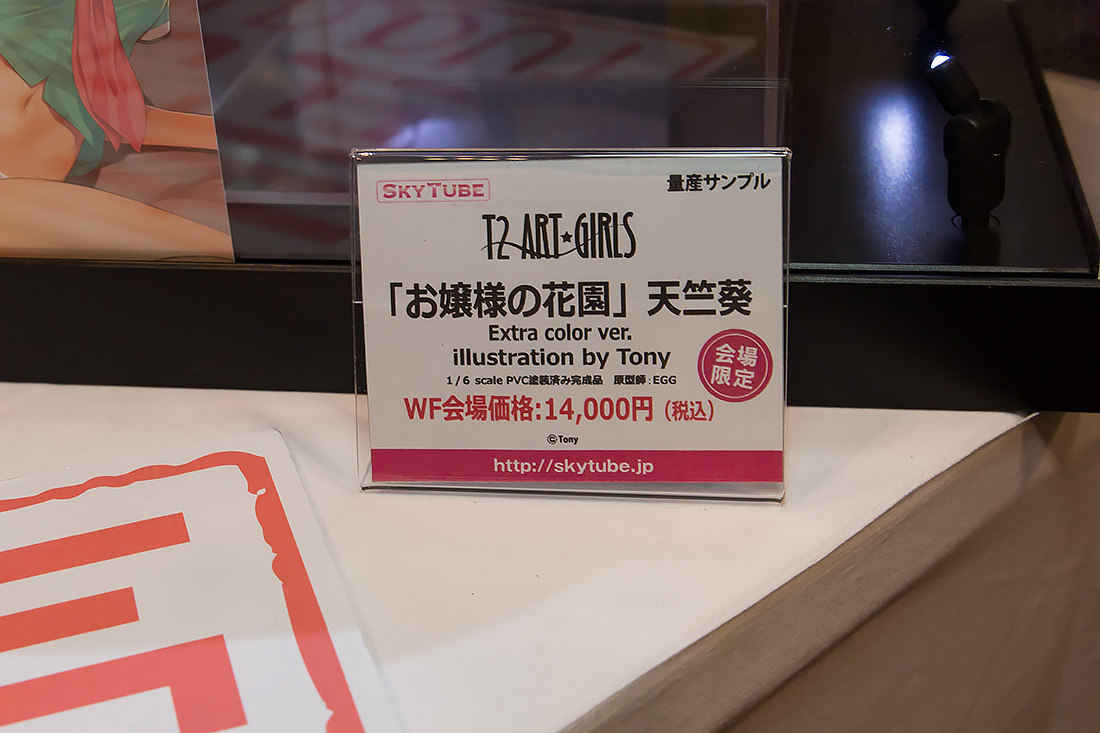 SKYTUBE
量産サンプル
T2 ART★GIRLS
「お嬢様の花園」天竺葵
Extra color ver.
illustration by Tony
会場
限定
1/6 scale PVC塗装済み完成品 原型師:EGG
WF会場価格:14,000円（税込）
©Tony
http://skytube.jp